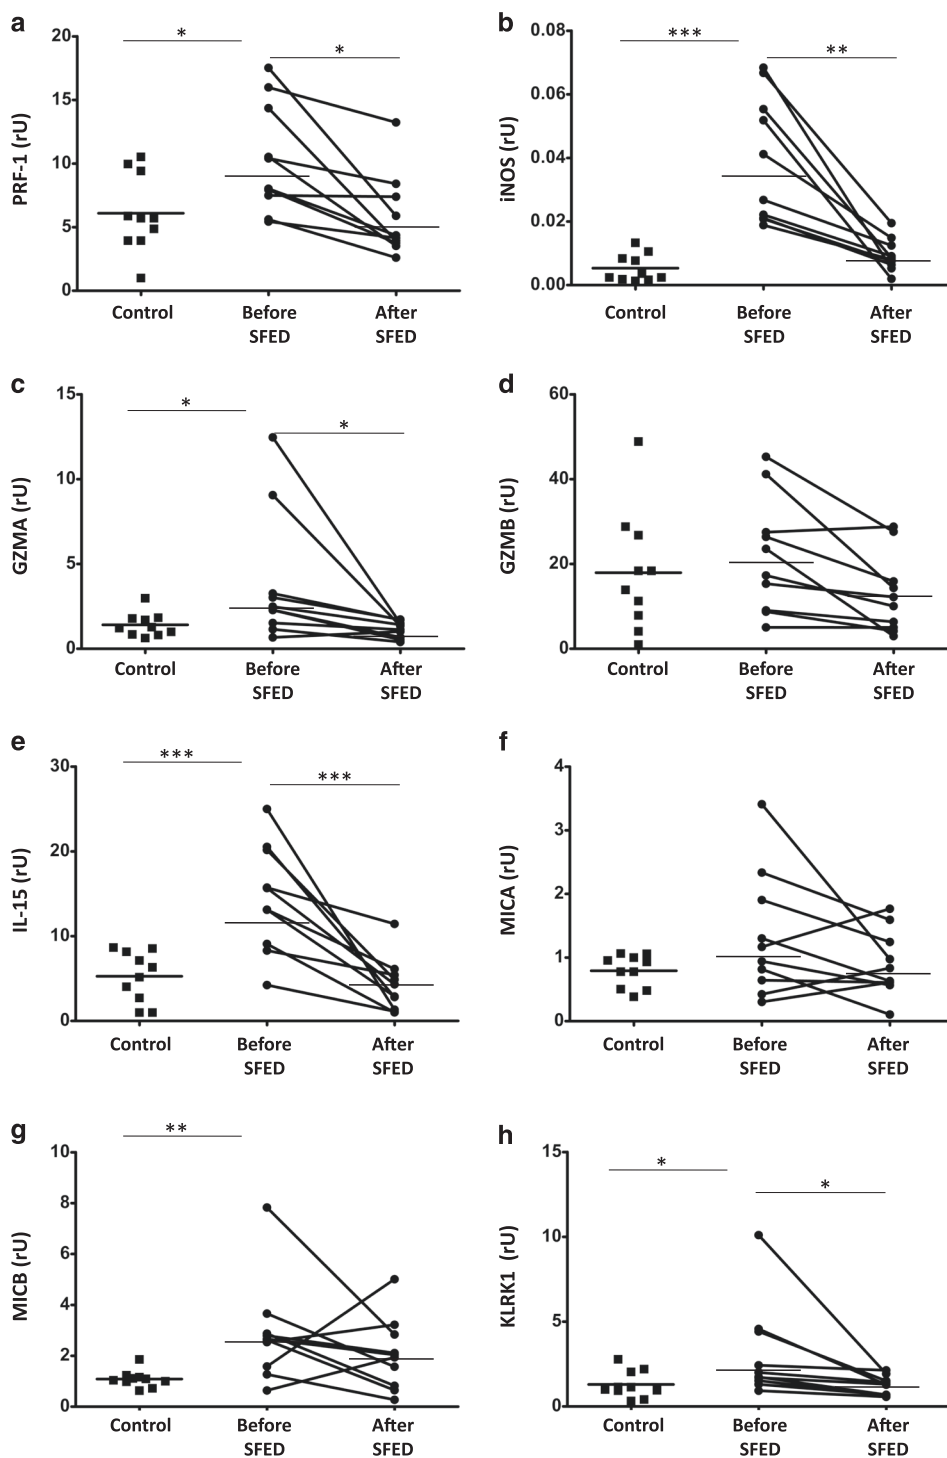 a
PRF-1 (rU)
20
15
10
5
0
*
*
Control
Before
SFED
After
SFED
b
iNOS (rU)
0.08
0.06
0.04
0.02
0.00
***
**
Control
Before
SFED
After
SFED
c
GZMA (rU)
15
10
5
0
*
*
Control
Before
SFED
After
SFED
d
GZMB (rU)
60
40
20
0
Control
Before
SFED
After
SFED
e
IL-15 (rU)
30
20
10
0
***
***
Control
Before
SFED
After
SFED
f
MICA (rU)
4
3
2
1
0
Control
Before
SFED
After
SFED
g
MICB (rU)
10
8
6
4
2
0
**
Control
Before
SFED
After
SFED
h
KLRK1 (rU)
15
10
5
0
*
*
Control
Before
SFED
After
SFED